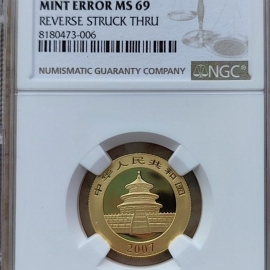 MINT ERROR MS 69
REVERSE STRUCK THRU
8180473-006
NUMISMATIC GUARANTY COMPANY
NGC
中华人民共和国
2001